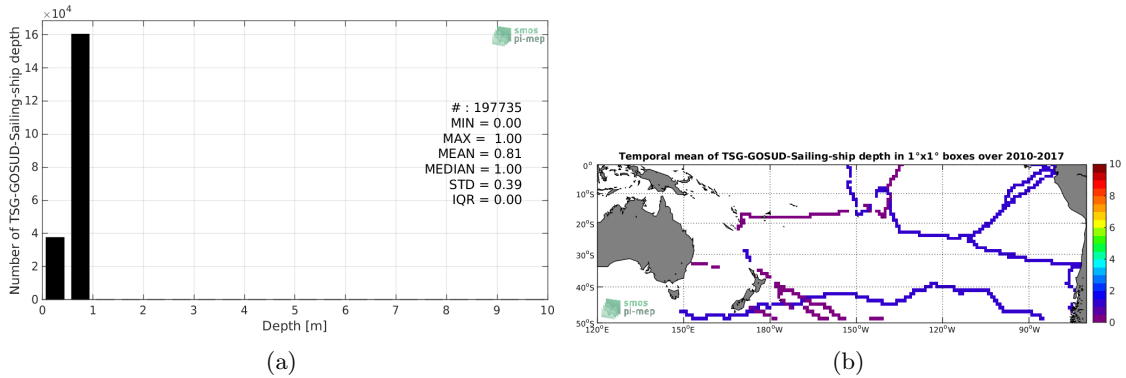 ×10⁴
16
14
12
10
8
6
4
2
0
Number of TSG-GOSUD-Sailing-ship depth
0 1 2 3 4 5 6 7 8 9 10
Depth [m]
smos
pi-mep
# : 197735
MIN = 0.00
MAX = 1.00
MEAN = 0.81
MEDIAN = 1.00
STD = 0.39
IQR = 0.00
(a)
Temporal mean of TSG-GOSUD-Sailing-ship depth in 1°x1° boxes over 2010-2017
0°
10°S
20°S
30°S
40°S
50°S
120°E 150°E 180°W 150°W 120°W 90°W
smos
pi-mep
10
8
6
4
2
0
(b)